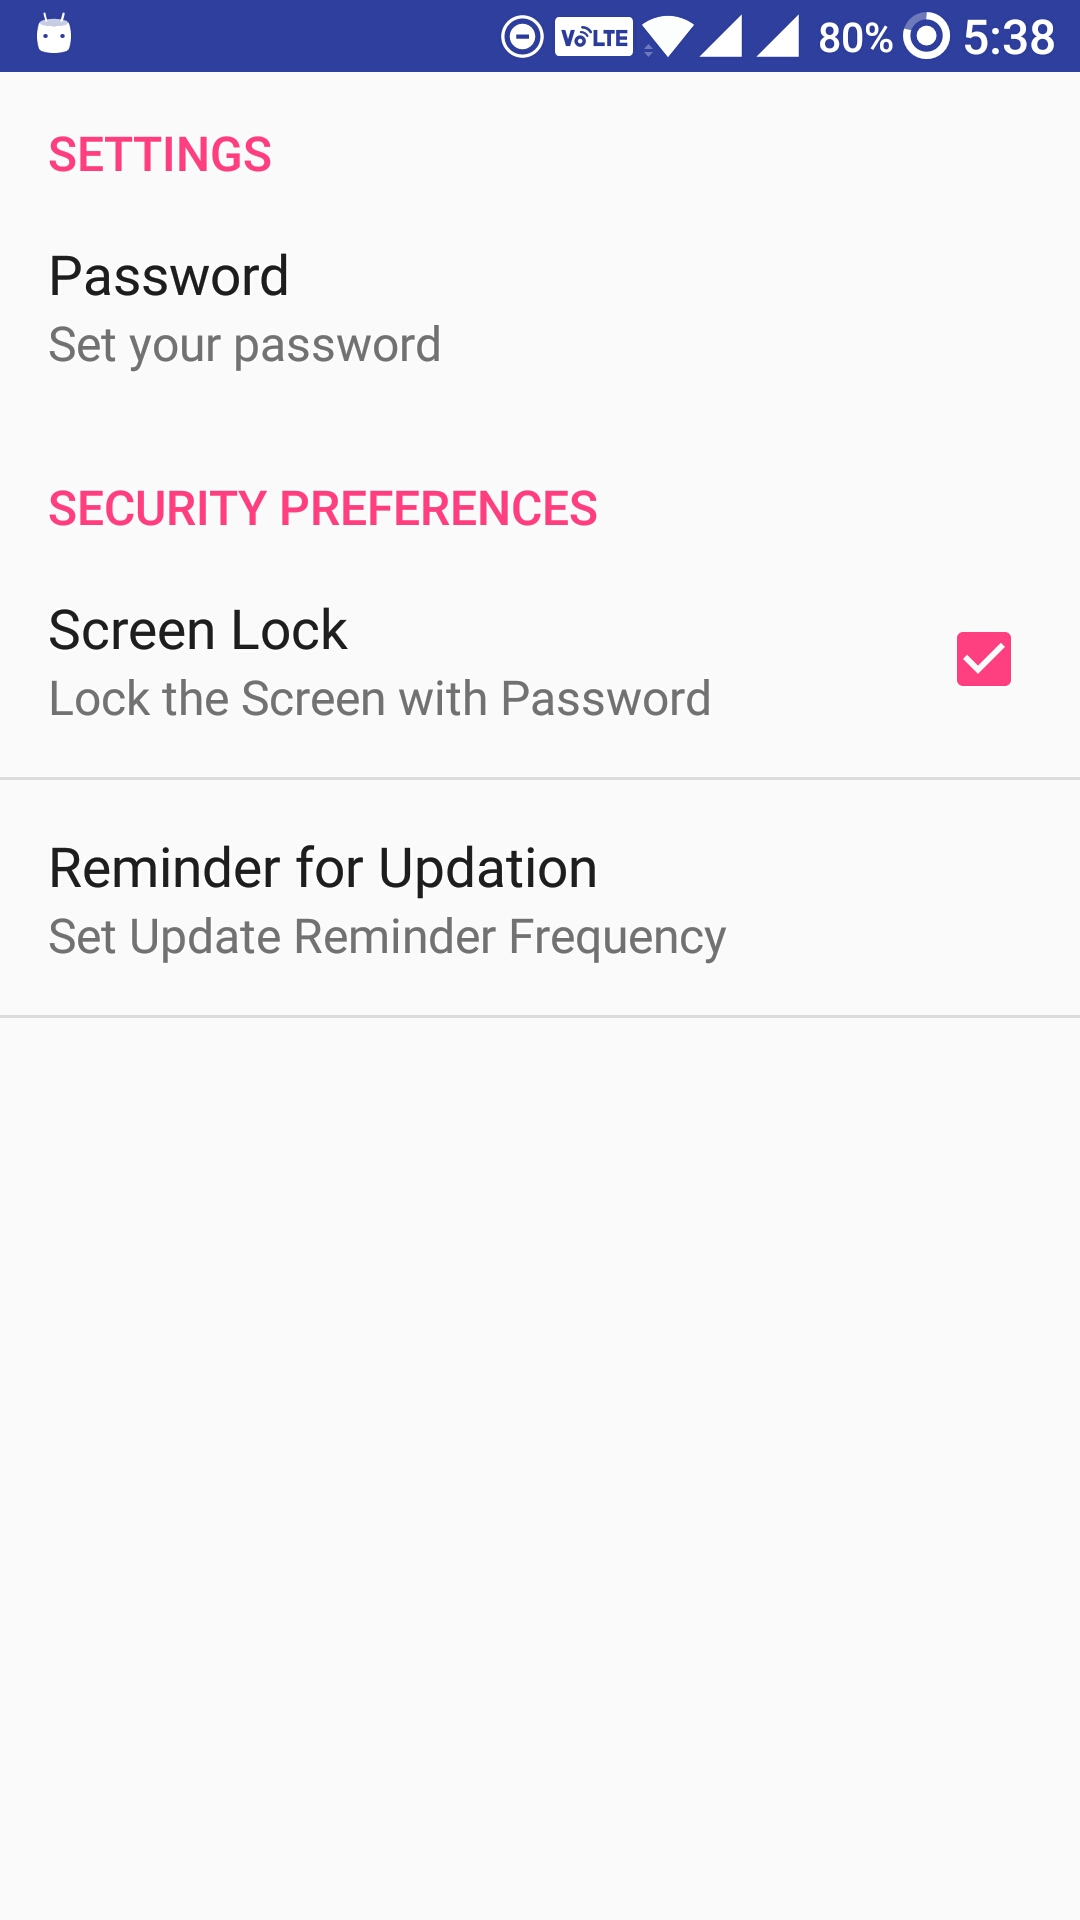 VoLTE 80% 5:38
SETTINGS
Password
Set your password
SECURITY PREFERENCES
Screen Lock
Lock the Screen with Password
Reminder for Updation
Set Update Reminder Frequency